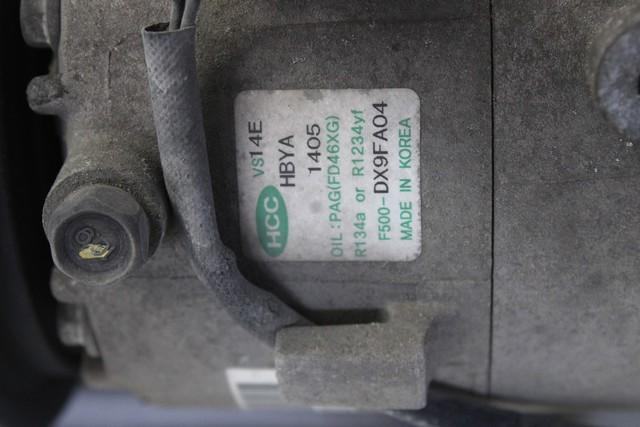 HCC VS14E
HBYA
1405
OIL:PAG(FD46XG)
R134a or R1234yf
F500-DX9FA04
MADE IN KOREA